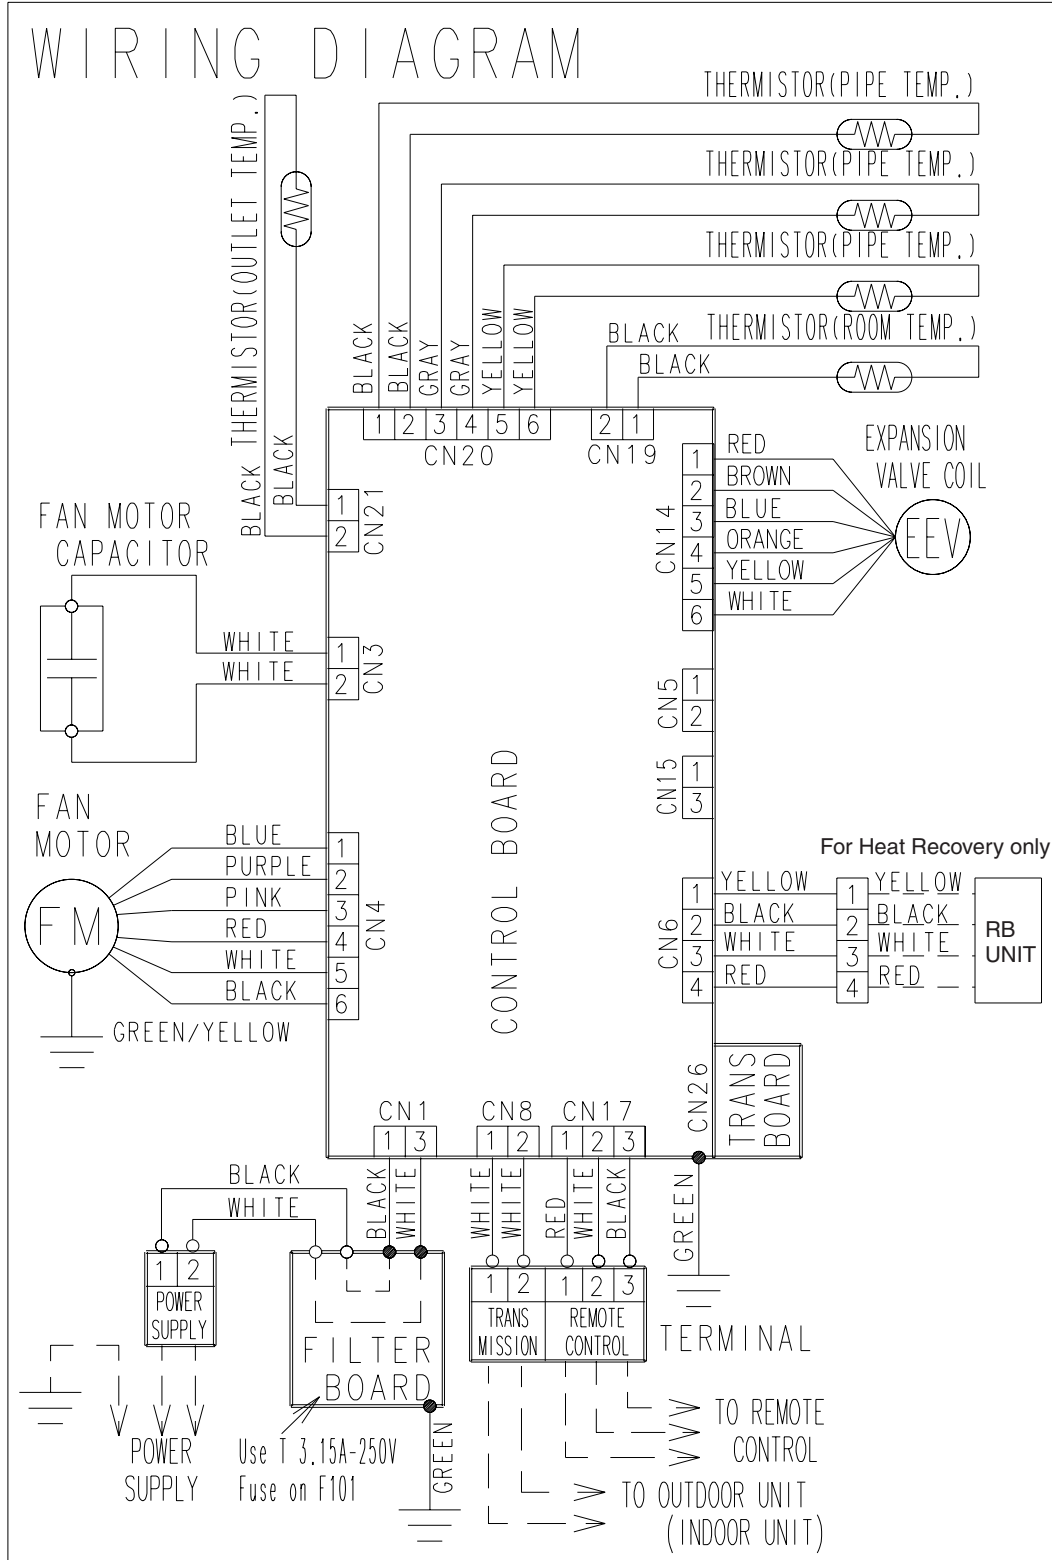 WIRING DIAGRAM
THERMISTOR(PIPE TEMP.)
THERMISTOR(PIPE TEMP.)
THERMISTOR(PIPE TEMP.)
BLACK THERMISTOR(ROOM TEMP.)
BLACK
THERMISTOR(OUTLET TEMP.)
BLACK
BLACK
BLACK
BLACK
GRAY
GRAY
YELLOW
YELLOW
1 2 3 4 5 6
CN20
2 1
CN19
1
2
CN21
EXPANSION
VALVE COIL
EEV
1 RED
2 BROWN
3 BLUE
4 ORANGE
5 YELLOW
6 WHITE
CN14
FAN MOTOR
CAPACITOR
WHITE 1
WHITE 2
CN3
1
2
CN5
1
3
CN15
CONTROL BOARD
FAN
MOTOR
FM
BLUE 1
PURPLE 2
PINK 3
RED 4
WHITE 5
BLACK 6
CN4
GREEN/YELLOW
For Heat Recovery only
1 YELLOW 1 YELLOW
2 BLACK 2 BLACK
3 WHITE 3 WHITE
4 RED 4 RED
CN6
RB
UNIT
CN26
TRANS
BOARD
GREEN
CN1
1 3
CN8
1 2
CN17
1 2 3
BLACK
WHITE
WHITE
WHITE
RED
WHITE
BLACK
BLACK
WHITE
1 2
POWER
SUPPLY
FILTER
BOARD
1 2 1 2 3
TRANS
MISSION
REMOTE
CONTROL
TERMINAL
POWER
SUPPLY
Use T 3.15A-250V
Fuse on F101
GREEN
TO REMOTE
CONTROL
TO OUTDOOR UNIT
(INDOOR UNIT)